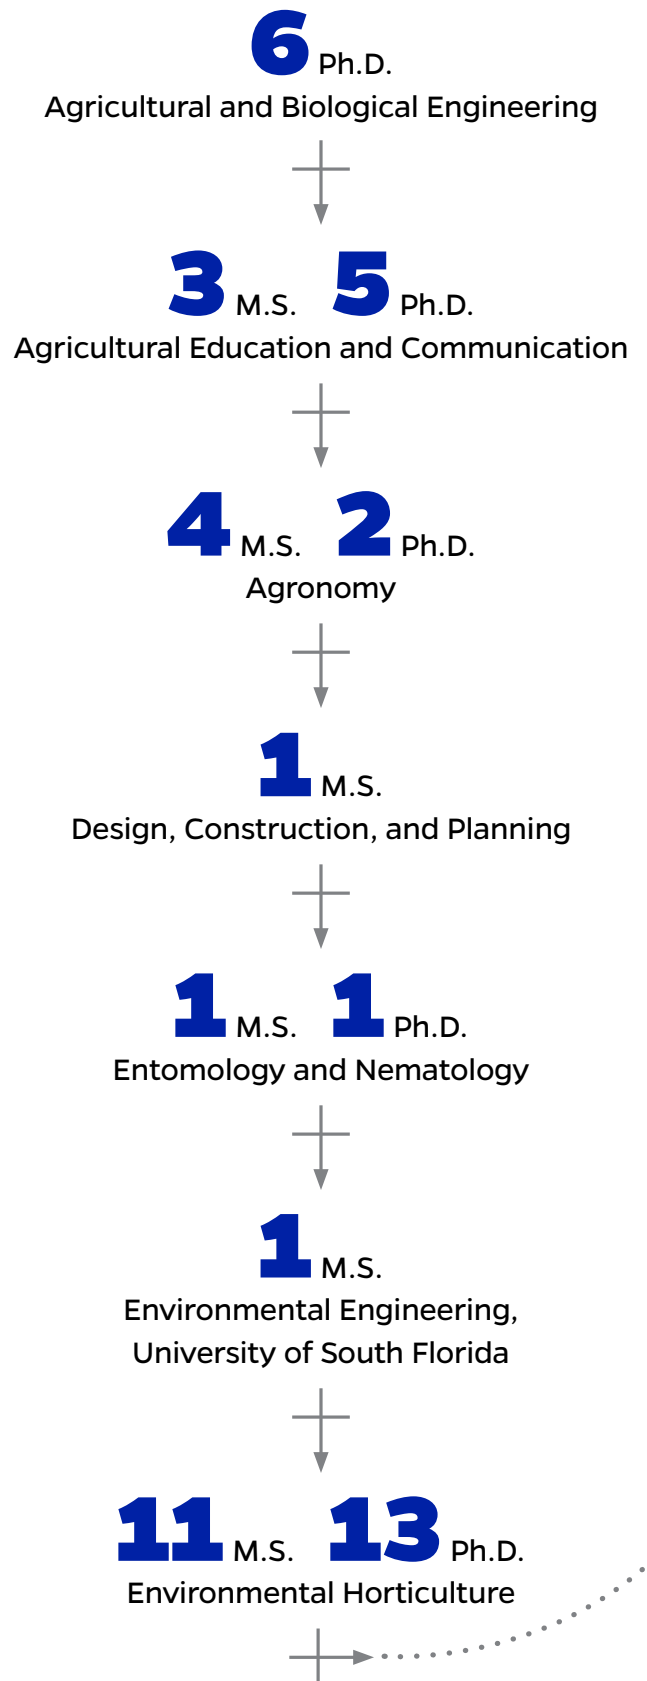 6 Ph.D.
Agricultural and Biological Engineering
3 M.S. 5 Ph.D.
Agricultural Education and Communication
4 M.S. 2 Ph.D.
Agronomy
1 M.S.
Design, Construction, and Planning
1 M.S. 1 Ph.D.
Entomology and Nematology
1 M.S.
Environmental Engineering,
University of South Florida
11 M.S. 13 Ph.D.
Environmental Horticulture